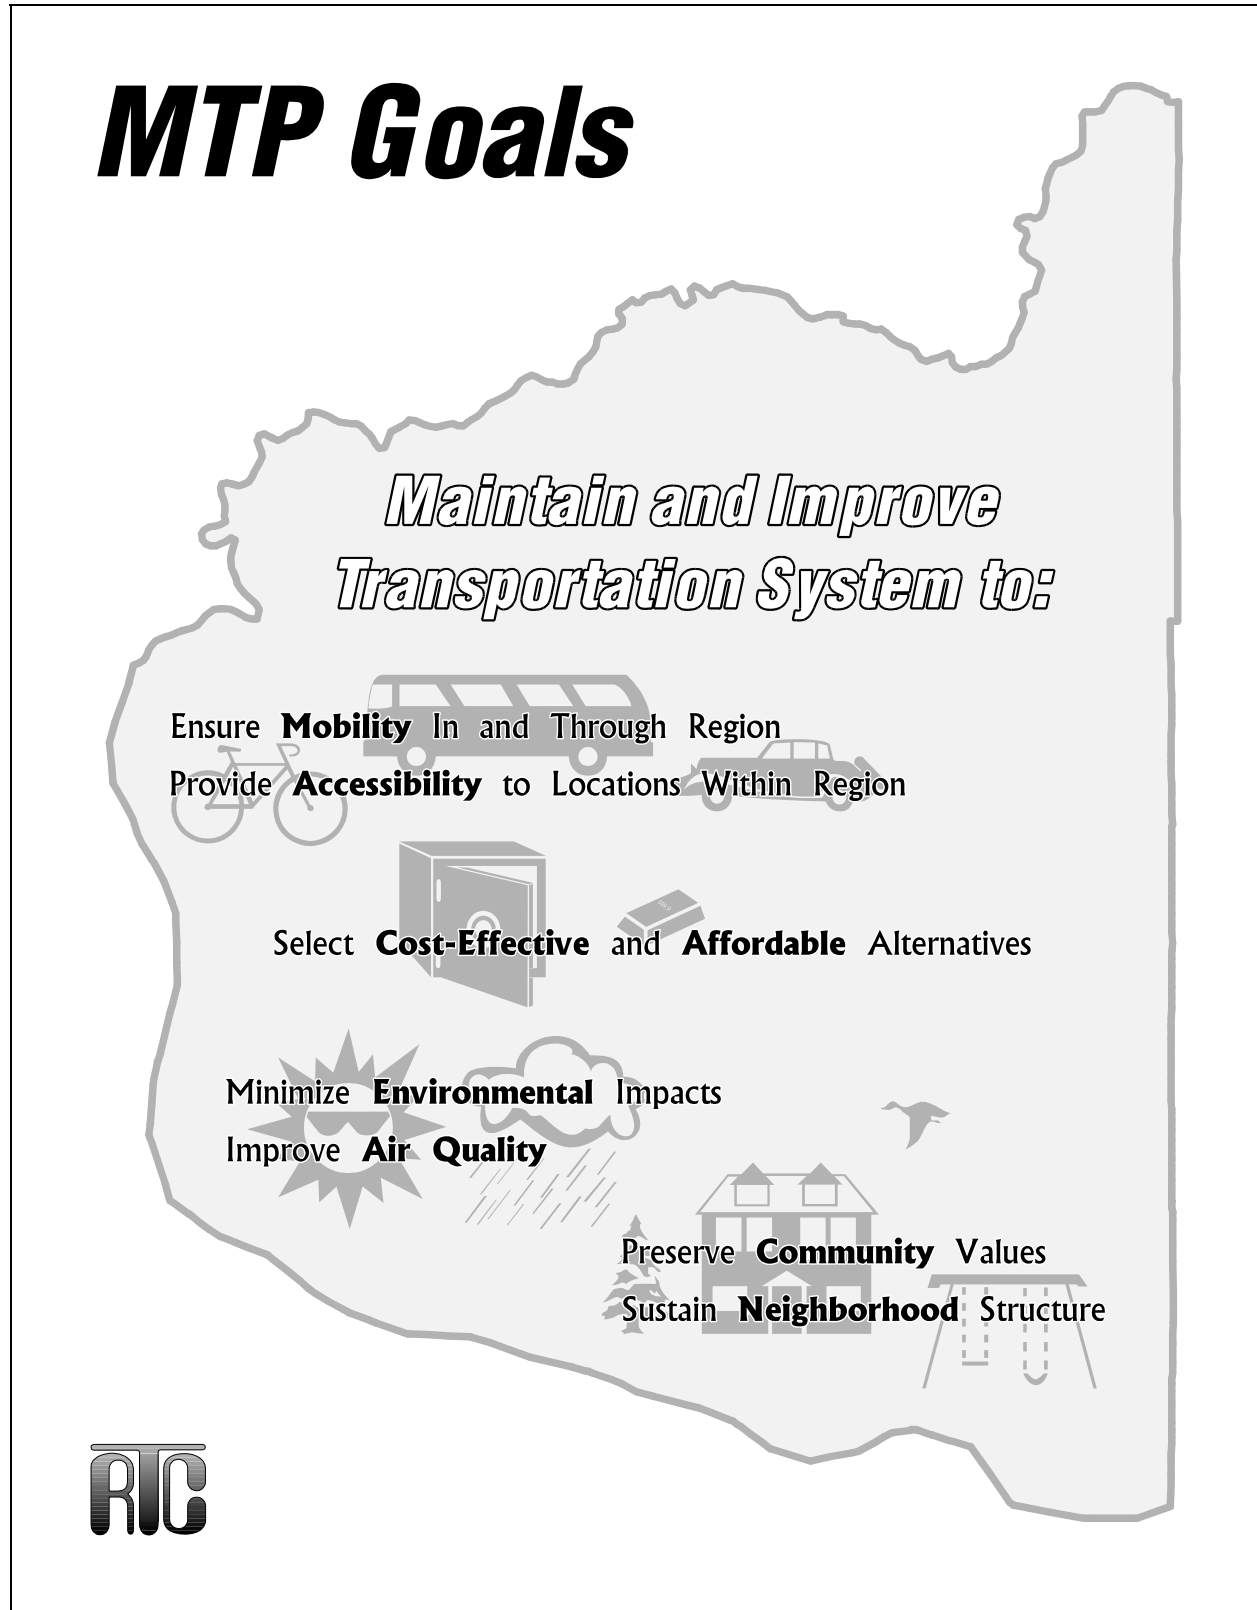 MTP Goals
Maintain and Improve
Transportation System to:
Ensure Mobility In and Through Region
Provide Accessibility to Locations Within Region
Select Cost-Effective and Affordable Alternatives
Minimize Environmental Impacts
Improve Air Quality
Preserve Community Values
Sustain Neighborhood Structure
RTC